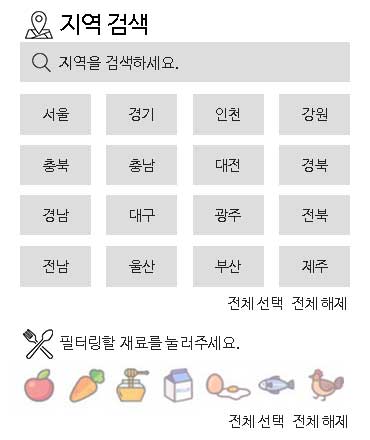 지역 검색
지역을 검색하세요.
서울 경기 인천 강원
충북 충남 대전 경북
경남 대구 광주 전북
전남 울산 부산 제주
전체 선택 전체 해제
필터링할 재료를 눌러주세요.
전체 선택 전체 해제